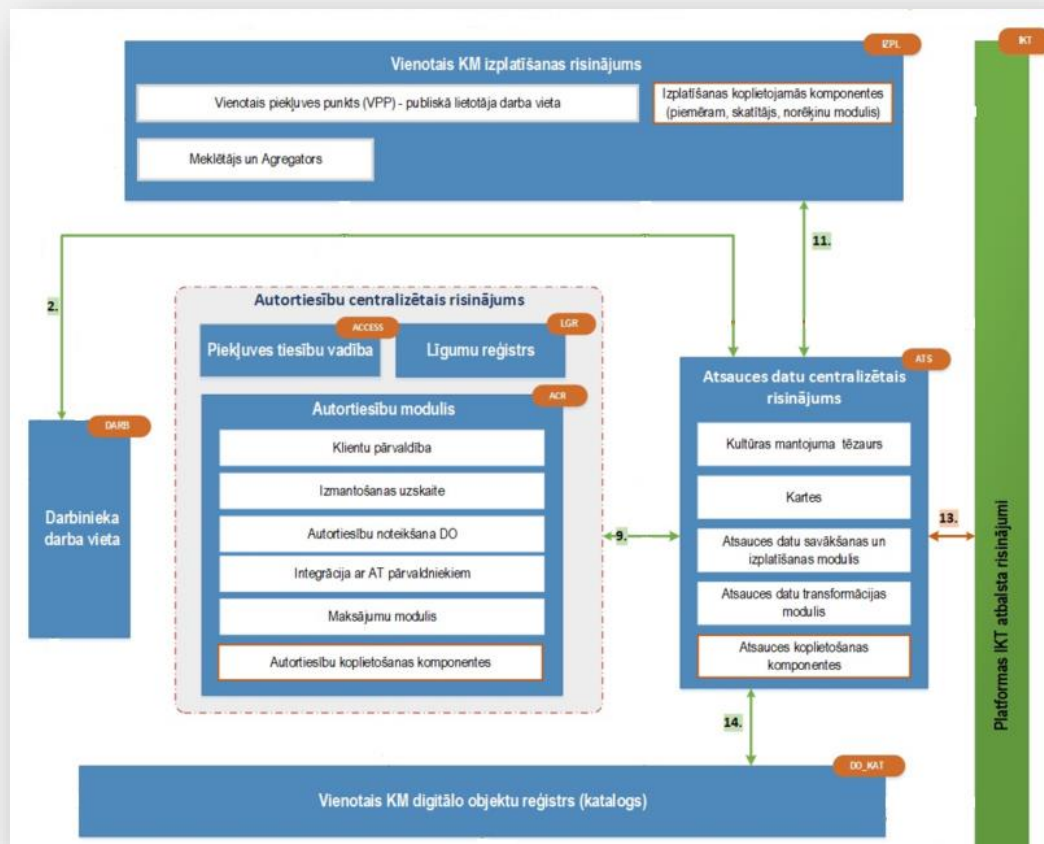 IZPL
IKT
Vienotais KM izplatīšanas risinājums
Vienotais piekļuves punkts (VPP) - publiskā lietotāja darba vieta
Izplatīšanas koplietojamās komponentes
(piemēram, skatītājs, norēķinu modulis)
Meklētājs un Agregators
11.
2.
Autortiesību centralizētais risinājums
ACCESS
LGR
Piekļuves tiesību vadība
Līgumu reģistrs
ATS
Atsauces datu centralizētais
risinājums
ACR
Autortiesību modulis
DARB
Darbinieka
darba vieta
Klientu pārvaldība
Izmantošanas uzskaite
Autortiesību noteikšana DO
Integrācija ar AT pārvaldniekiem
Maksājumu modulis
Autortiesību koplietošanas komponentes
9.
Kultūras mantojuma tēzaurs
Kartes
Atsauces datu savākšanas un
izplatīšanas modulis
Atsauces datu transformācijas
modulis
Atsauces koplietošanas
komponentes
13.
Platformas IKT atbalsta risinājumi
14.
DO_KAT
Vienotais KM digitālo objektu reģistrs (katalogs)